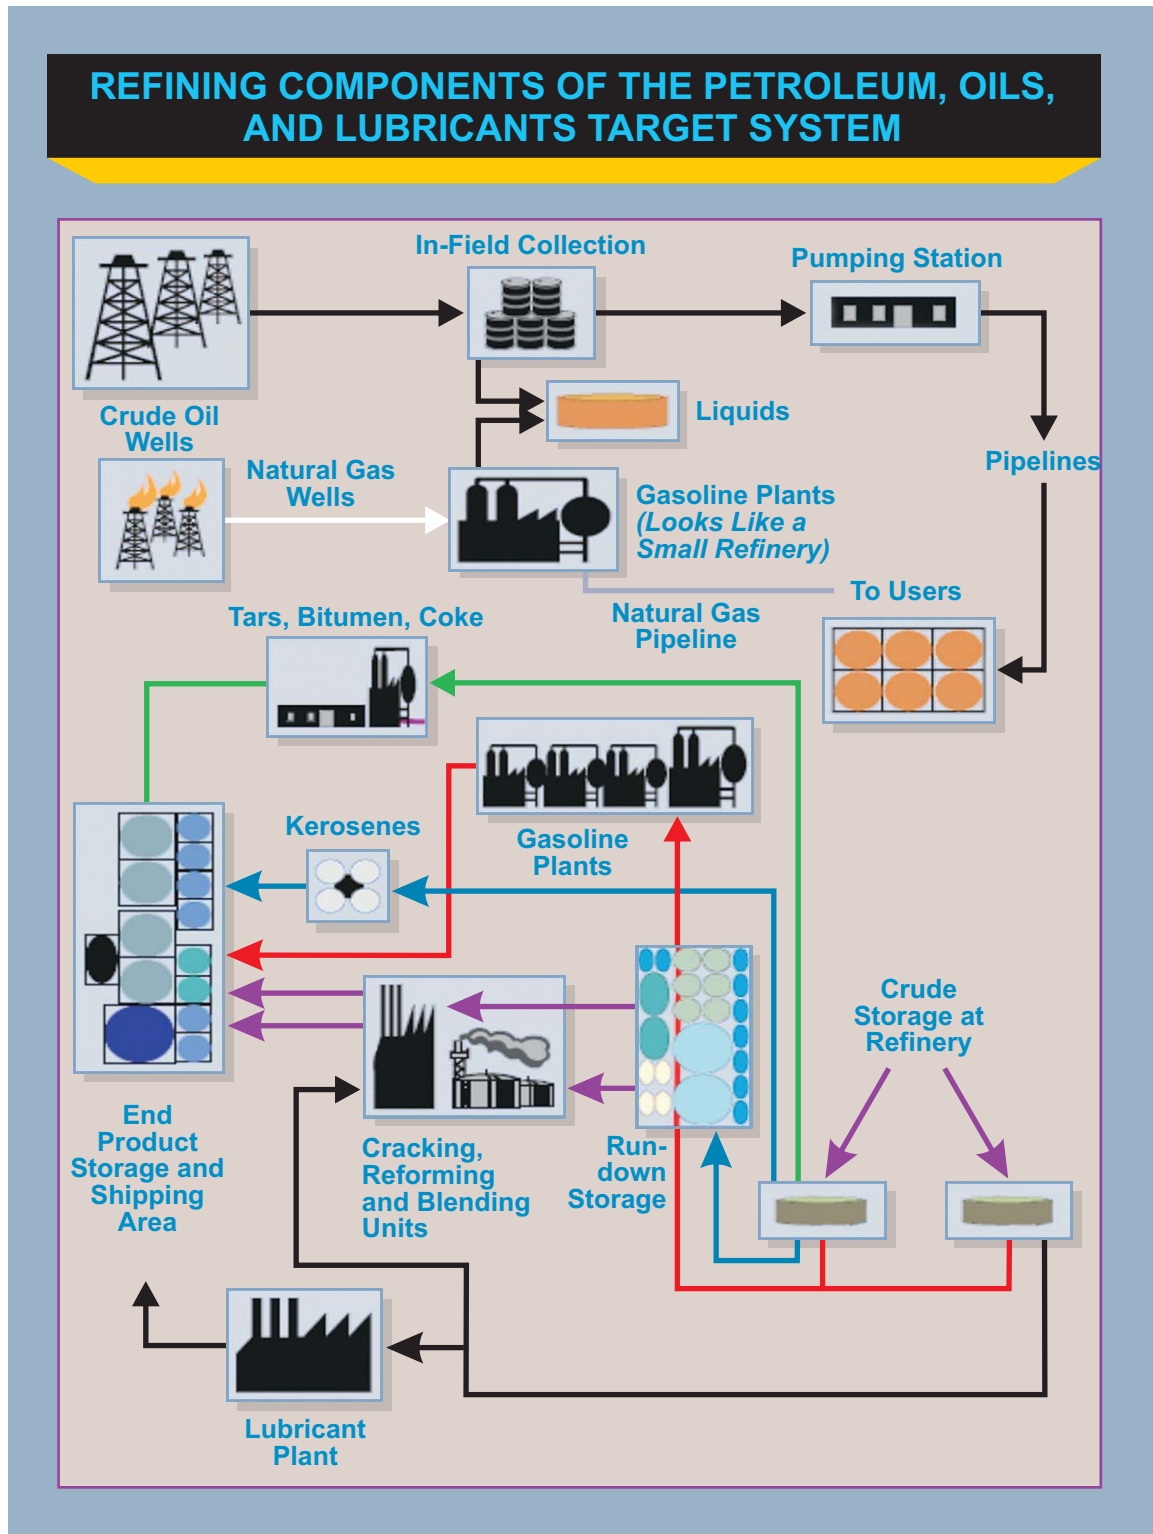 REFINING COMPONENTS OF THE PETROLEUM, OILS,
AND LUBRICANTS TARGET SYSTEM
In-Field Collection
Pumping Station
Crude Oil
Wells
Liquids
Pipelines
Natural Gas
Wells
Gasoline Plants
(Looks Like a
Small Refinery)
To Users
Natural Gas
Pipeline
Tars, Bitumen, Coke
Kerosenes
Gasoline
Plants
Crude
Storage at
Refinery
End
Product
Storage and
Shipping
Area
Cracking,
Reforming
and Blending
Units
Run-
down
Storage
Lubricant
Plant